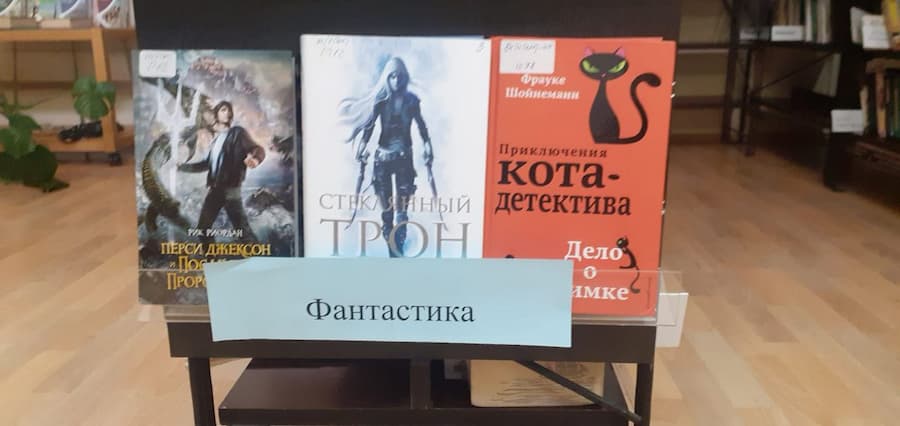 РИК РИОРДАН
ПЕРСИ ДЖЕКСОН
И
СТЕКЛЯННЫЙ
ТРОН
Фрауке
Шойнеманн
Приключения
КОТА-
ДЕТЕКТИВА
Дело
о
Фантастика